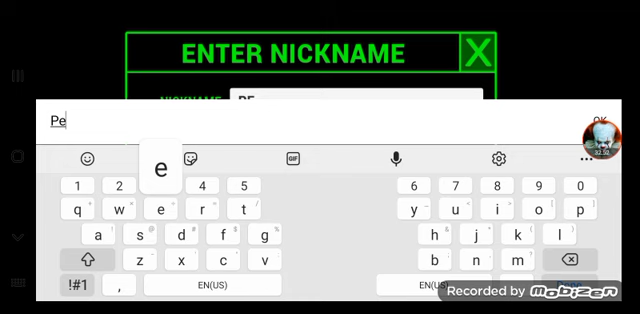 ENTER NICKNAME X
NICKNAME PE
Pe OK
e GIF
1 2 4 5 6 7 8 9 0
q w e r t y u i o p
a s d f g h j k l
z x c v b n m
!#1 , EN(US) EN(US)
Recorded by Mobizen